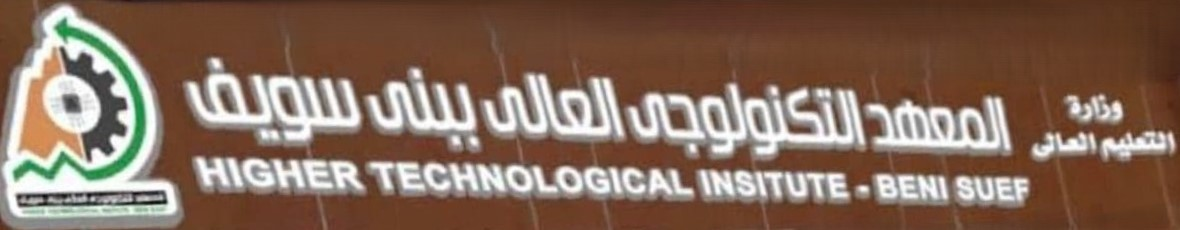 وزارة
التعليم العالى
المعهد التكنولوجى العالى ببنى سويف
HIGHER TECHNOLOGICAL INSITUTE - BENI SUEF